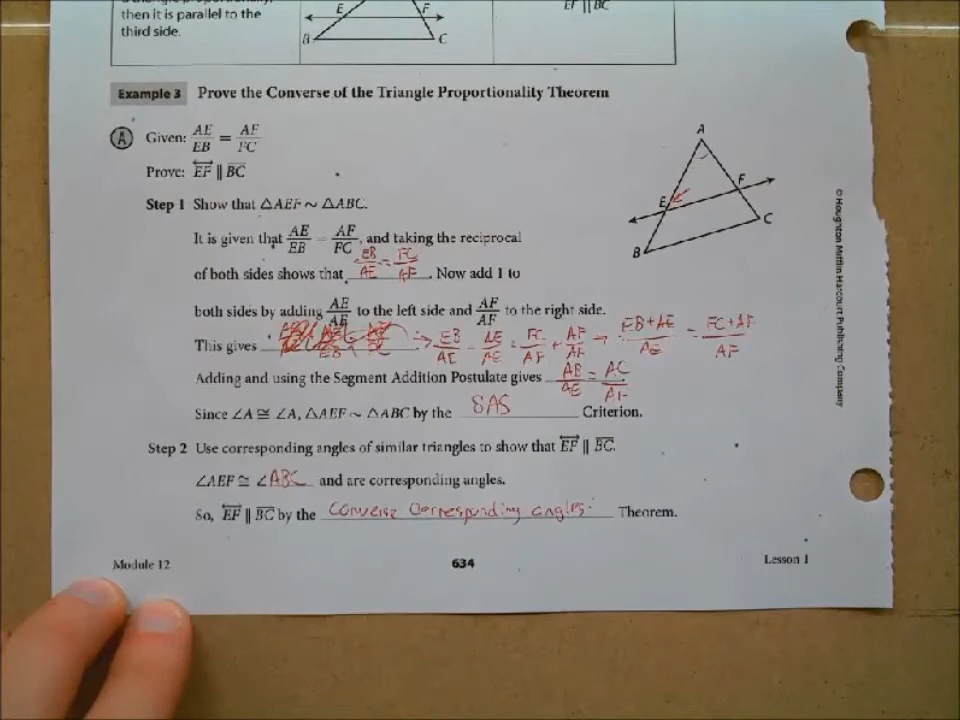 a triangle proportionally,
then it is parallel to the
third side.
E F
B C
EF ∥ BC
Example 3 Prove the Converse of the Triangle Proportionality Theorem
A Given: AE/EB = AF/FC
Prove: EF ∥ BC
Step 1 Show that △AEF ~ △ABC.
It is given that AE/EB = AF/FC, and taking the reciprocal
of both sides shows that EB/AE = FC/AF. Now add 1 to
both sides by adding AE/AE to the left side and AF/AF to the right side.
This gives → EB/AE - AE/AE = FC/AF + AF/AF → EB+AE/AE = FC+AF/AF
Adding and using the Segment Addition Postulate gives AB/AE = AC/AF.
Since ∠A ≅ ∠A, △AEF ~ △ABC by the SAS Criterion.
Step 2 Use corresponding angles of similar triangles to show that EF ∥ BC.
∠AEF ≅ ∠ABC and are corresponding angles.
So, EF ∥ BC by the Converse Corresponding angles Theorem.
A
E F
B C
© Houghton Mifflin Harcourt Publishing Company
Module 12 634 Lesson 1